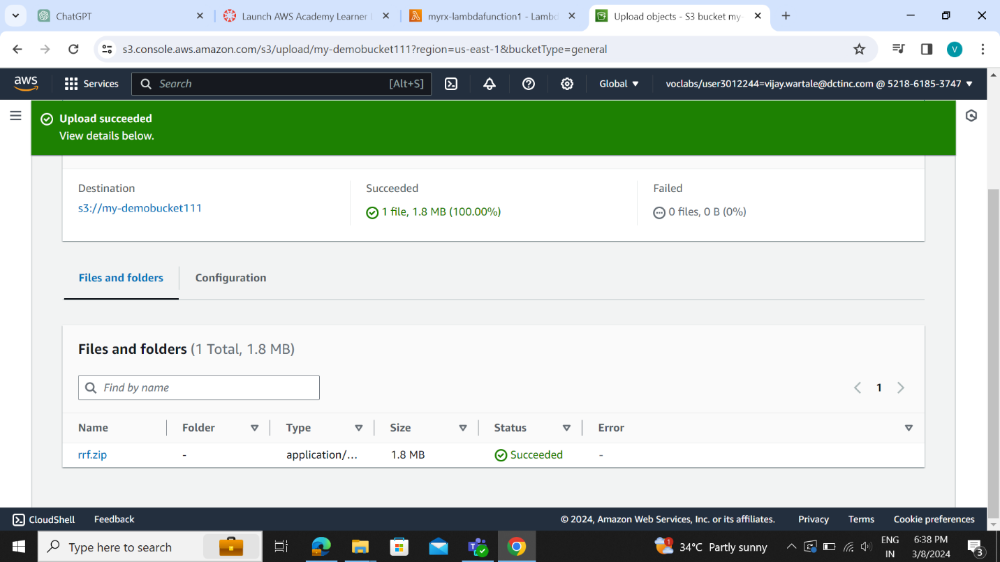 ChatGPT
Launch AWS Academy Learner
myrx-lambdafunction1 - Lambd
Upload objects - S3 bucket my-
s3.console.aws.amazon.com/s3/upload/my-demobucket111?region=us-east-1&bucketType=general
V
aws
Services
Search
[Alt+S]
Global
voclabs/user3012244=vijay.wartale@dctinc.com @ 5218-6185-3747
Upload succeeded
View details below.
Destination
s3://my-demobucket111
Succeeded
1 file, 1.8 MB (100.00%)
Failed
0 files, 0 B (0%)
Files and folders
Configuration
Files and folders (1 Total, 1.8 MB)
Find by name
1
Name
Folder
Type
Size
Status
Error
rrf.zip
-
application/...
1.8 MB
Succeeded
-
CloudShell
Feedback
© 2024, Amazon Web Services, Inc. or its affiliates.
Privacy
Terms
Cookie preferences
Type here to search
1
34°C Partly sunny
ENG
IN
6:38 PM
3/8/2024
3